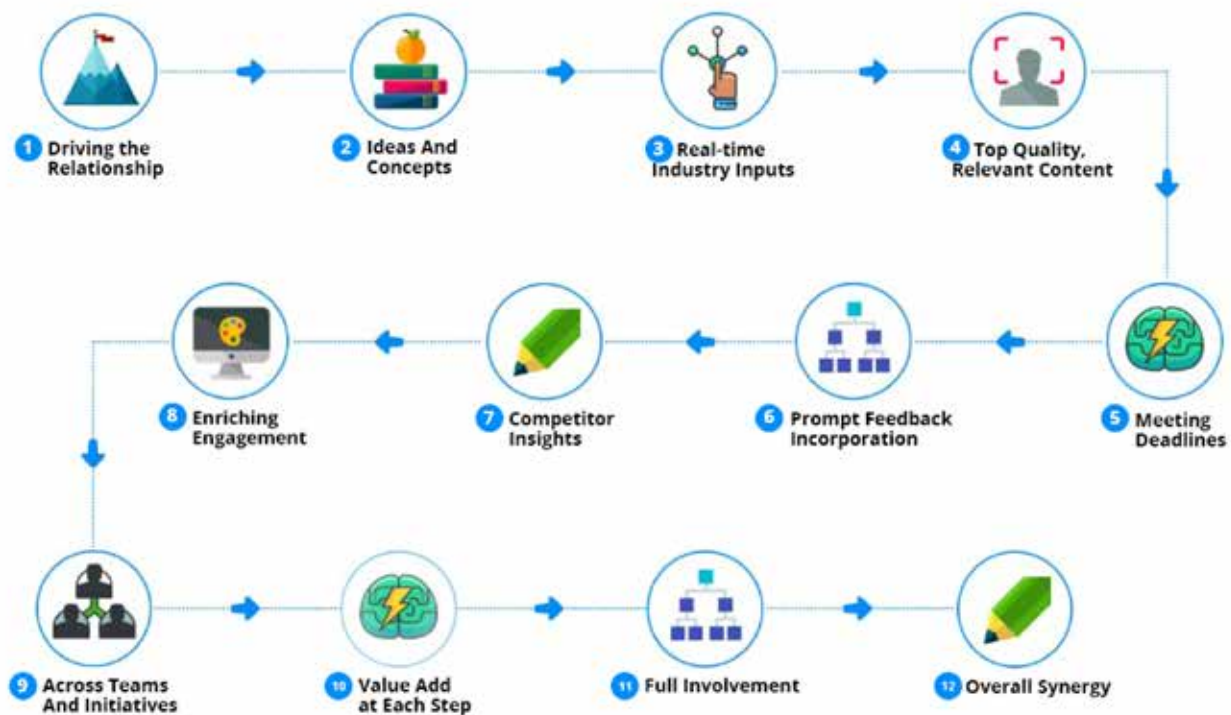 1 Driving the
Relationship
2 Ideas And
Concepts
3 Real-time
Industry Inputs
4 Top Quality,
Relevant Content
5 Meeting
Deadlines
6 Prompt Feedback
Incorporation
7 Competitor
Insights
8 Enriching
Engagement
9 Across Teams
And Initiatives
10 Value Add
at Each Step
11 Full Involvement
12 Overall Synergy